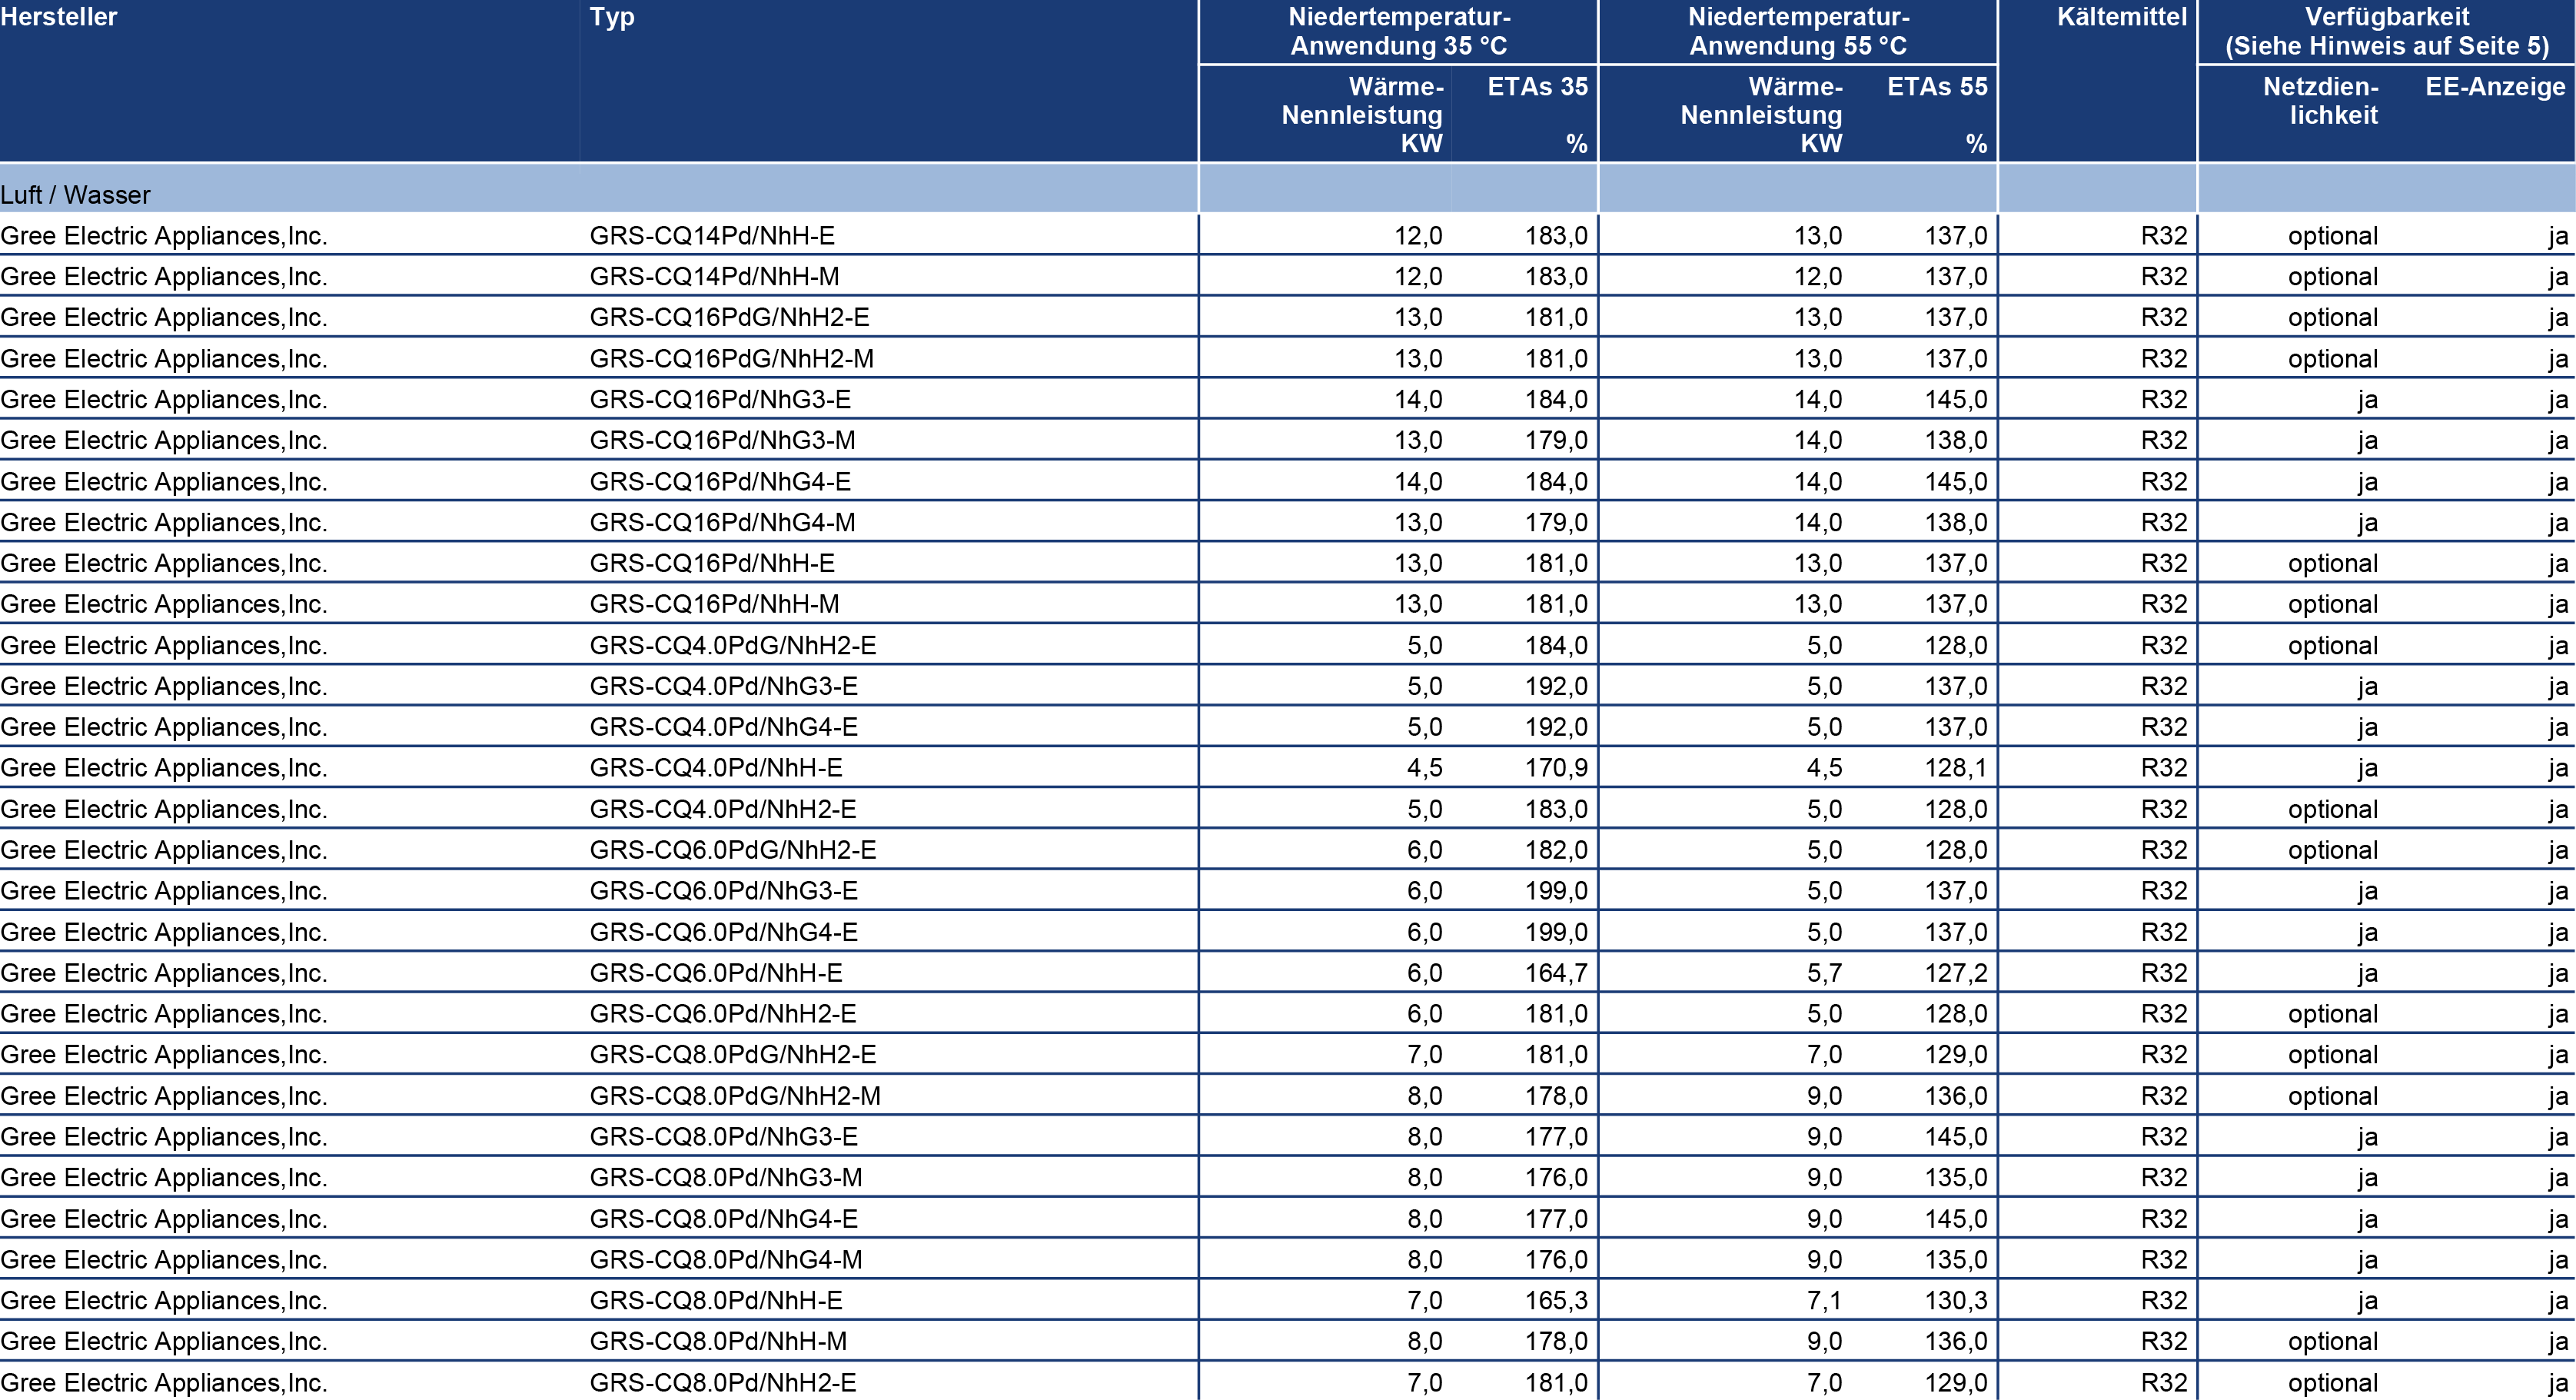 Hersteller Typ Niedertemperatur- Niedertemperatur- Kältemittel Verfügbarkeit
Anwendung 35 °C Anwendung 55 °C (Siehe Hinweis auf Seite 5)
Wärme- ETAs 35 Wärme- ETAs 55 Netzdien- EE-Anzeige
Nennleistung Nennleistung lichkeit
KW % KW %
Luft / Wasser
Gree Electric Appliances,Inc. GRS-CQ14Pd/NhH-E 12,0 183,0 13,0 137,0 R32 optional ja
Gree Electric Appliances,Inc. GRS-CQ14Pd/NhH-M 12,0 183,0 12,0 137,0 R32 optional ja
Gree Electric Appliances,Inc. GRS-CQ16PdG/NhH2-E 13,0 181,0 13,0 137,0 R32 optional ja
Gree Electric Appliances,Inc. GRS-CQ16PdG/NhH2-M 13,0 181,0 13,0 137,0 R32 optional ja
Gree Electric Appliances,Inc. GRS-CQ16Pd/NhG3-E 14,0 184,0 14,0 145,0 R32 ja ja
Gree Electric Appliances,Inc. GRS-CQ16Pd/NhG3-M 13,0 179,0 14,0 138,0 R32 ja ja
Gree Electric Appliances,Inc. GRS-CQ16Pd/NhG4-E 14,0 184,0 14,0 145,0 R32 ja ja
Gree Electric Appliances,Inc. GRS-CQ16Pd/NhG4-M 13,0 179,0 14,0 138,0 R32 ja ja
Gree Electric Appliances,Inc. GRS-CQ16Pd/NhH-E 13,0 181,0 13,0 137,0 R32 optional ja
Gree Electric Appliances,Inc. GRS-CQ16Pd/NhH-M 13,0 181,0 13,0 137,0 R32 optional ja
Gree Electric Appliances,Inc. GRS-CQ4.0PdG/NhH2-E 5,0 184,0 5,0 128,0 R32 optional ja
Gree Electric Appliances,Inc. GRS-CQ4.0Pd/NhG3-E 5,0 192,0 5,0 137,0 R32 ja ja
Gree Electric Appliances,Inc. GRS-CQ4.0Pd/NhG4-E 5,0 192,0 5,0 137,0 R32 ja ja
Gree Electric Appliances,Inc. GRS-CQ4.0Pd/NhH-E 4,5 170,9 4,5 128,1 R32 ja ja
Gree Electric Appliances,Inc. GRS-CQ4.0Pd/NhH2-E 5,0 183,0 5,0 128,0 R32 optional ja
Gree Electric Appliances,Inc. GRS-CQ6.0PdG/NhH2-E 6,0 182,0 5,0 128,0 R32 optional ja
Gree Electric Appliances,Inc. GRS-CQ6.0Pd/NhG3-E 6,0 199,0 5,0 137,0 R32 ja ja
Gree Electric Appliances,Inc. GRS-CQ6.0Pd/NhG4-E 6,0 199,0 5,0 137,0 R32 ja ja
Gree Electric Appliances,Inc. GRS-CQ6.0Pd/NhH-E 6,0 164,7 5,7 127,2 R32 ja ja
Gree Electric Appliances,Inc. GRS-CQ6.0Pd/NhH2-E 6,0 181,0 5,0 128,0 R32 optional ja
Gree Electric Appliances,Inc. GRS-CQ8.0PdG/NhH2-E 7,0 181,0 7,0 129,0 R32 optional ja
Gree Electric Appliances,Inc. GRS-CQ8.0PdG/NhH2-M 8,0 178,0 9,0 136,0 R32 optional ja
Gree Electric Appliances,Inc. GRS-CQ8.0Pd/NhG3-E 8,0 177,0 9,0 145,0 R32 ja ja
Gree Electric Appliances,Inc. GRS-CQ8.0Pd/NhG3-M 8,0 176,0 9,0 135,0 R32 ja ja
Gree Electric Appliances,Inc. GRS-CQ8.0Pd/NhG4-E 8,0 177,0 9,0 145,0 R32 ja ja
Gree Electric Appliances,Inc. GRS-CQ8.0Pd/NhG4-M 8,0 176,0 9,0 135,0 R32 ja ja
Gree Electric Appliances,Inc. GRS-CQ8.0Pd/NhH-E 7,0 165,3 7,1 130,3 R32 ja ja
Gree Electric Appliances,Inc. GRS-CQ8.0Pd/NhH-M 8,0 178,0 9,0 136,0 R32 optional ja
Gree Electric Appliances,Inc. GRS-CQ8.0Pd/NhH2-E 7,0 181,0 7,0 129,0 R32 optional ja